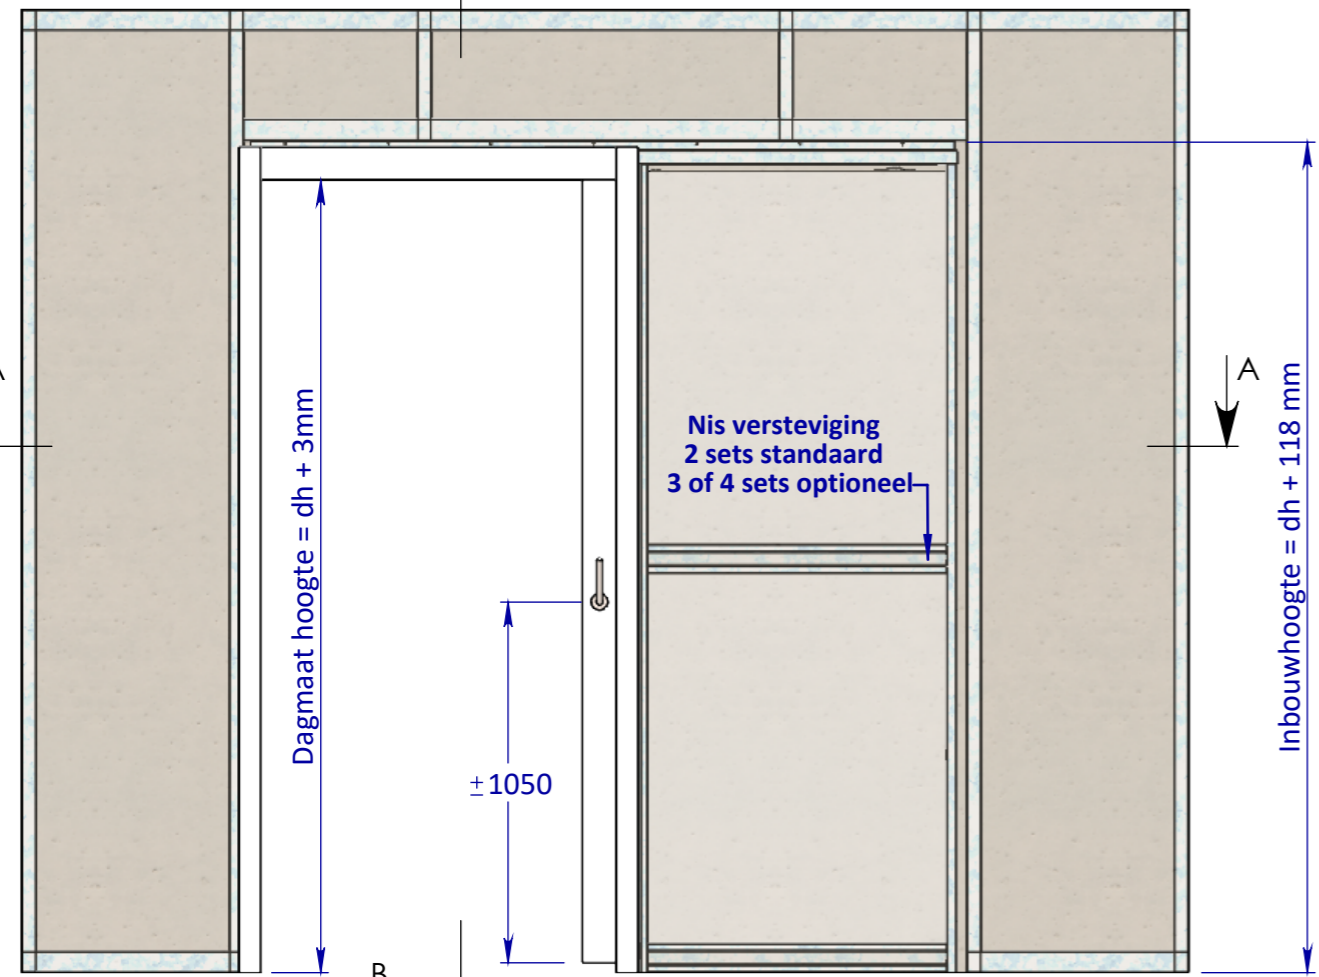 A
Nis versteviging
2 sets standaard
3 of 4 sets optioneel
Dagmaat hoogte = dh + 3mm
Inbouwhoogte = dh + 118 mm
±1050